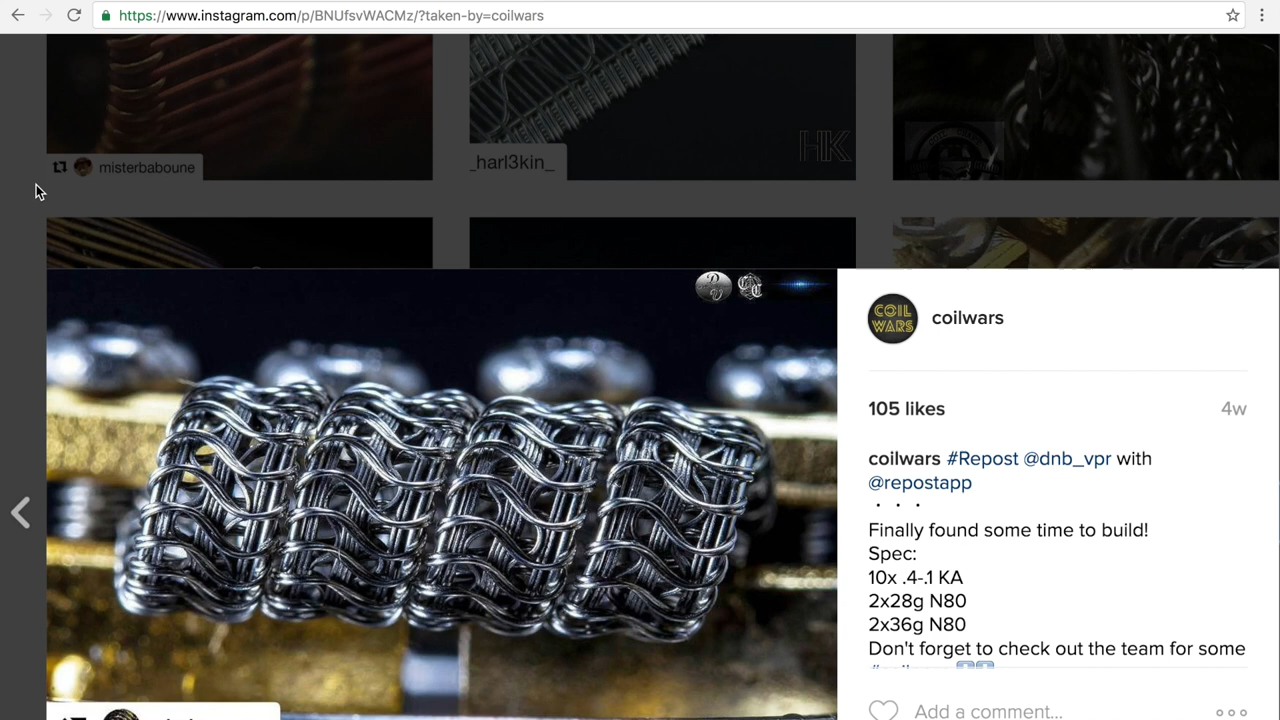 https://www.instagram.com/p/BNUfsvWACMz/?taken-by=coilwars
misterbaboune
_harl3kin_
HK
COIL
WARS
coilwars
105 likes
4w
coilwars #Repost @dnb_vpr with
@repostapp
・・・
Finally found some time to build!
Spec:
10x .4-.1 KA
2x28g N80
2x36g N80
Don't forget to check out the team for some
Add a comment...